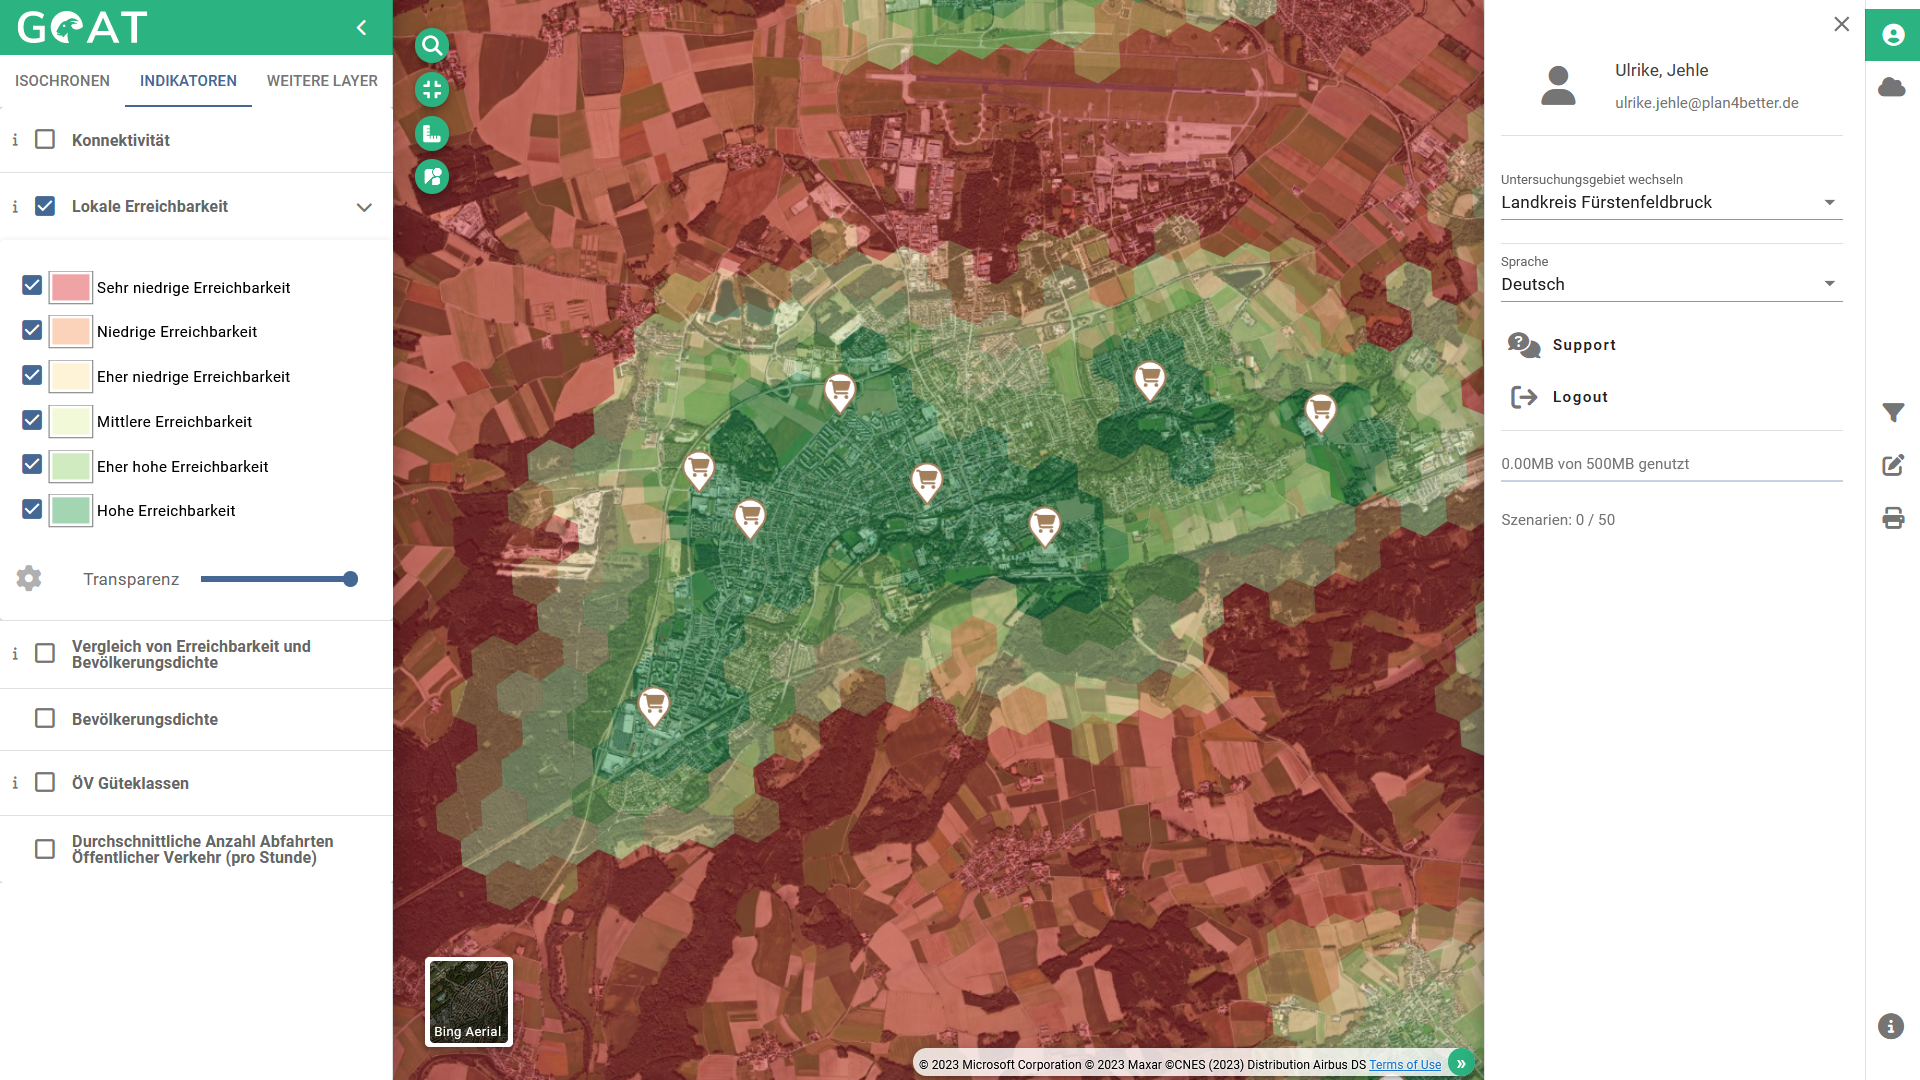 GOAT
ISOCHRONEN
INDIKATOREN
WEITERE LAYER
Konnektivität
Lokale Erreichbarkeit
Sehr niedrige Erreichbarkeit
Niedrige Erreichbarkeit
Eher niedrige Erreichbarkeit
Mittlere Erreichbarkeit
Eher hohe Erreichbarkeit
Hohe Erreichbarkeit
Transparenz
Vergleich von Erreichbarkeit und
Bevölkerungsdichte
Bevölkerungsdichte
ÖV Güteklassen
Durchschnittliche Anzahl Abfahrten
Öffentlicher Verkehr (pro Stunde)
Bing Aerial
© 2023 Microsoft Corporation © 2023 Maxar ©CNES (2023) Distribution Airbus DS Terms of Use »
Ulrike, Jehle
ulrike.jehle@plan4better.de
Untersuchungsgebiet wechseln
Landkreis Fürstenfeldbruck
Sprache
Deutsch
Support
Logout
0.00MB von 500MB genutzt
Szenarien: 0 / 50